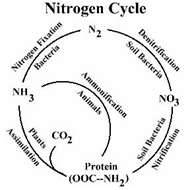 Nitrogen Cycle
N2
Nitrogen Fixation
Bacteria
Denitrification
Soil Bacteria
Ammonification
Animals
NH3
NO3
CO2
Plants
Assimilation
Soil Bacteria
Nitrification
Protein
(OOC--NH2)